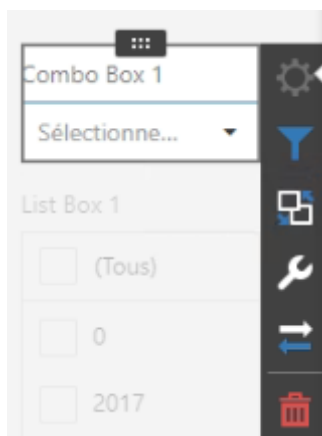 Combo Box 1
Sélectionne...
List Box 1
(Tous)
0
2017